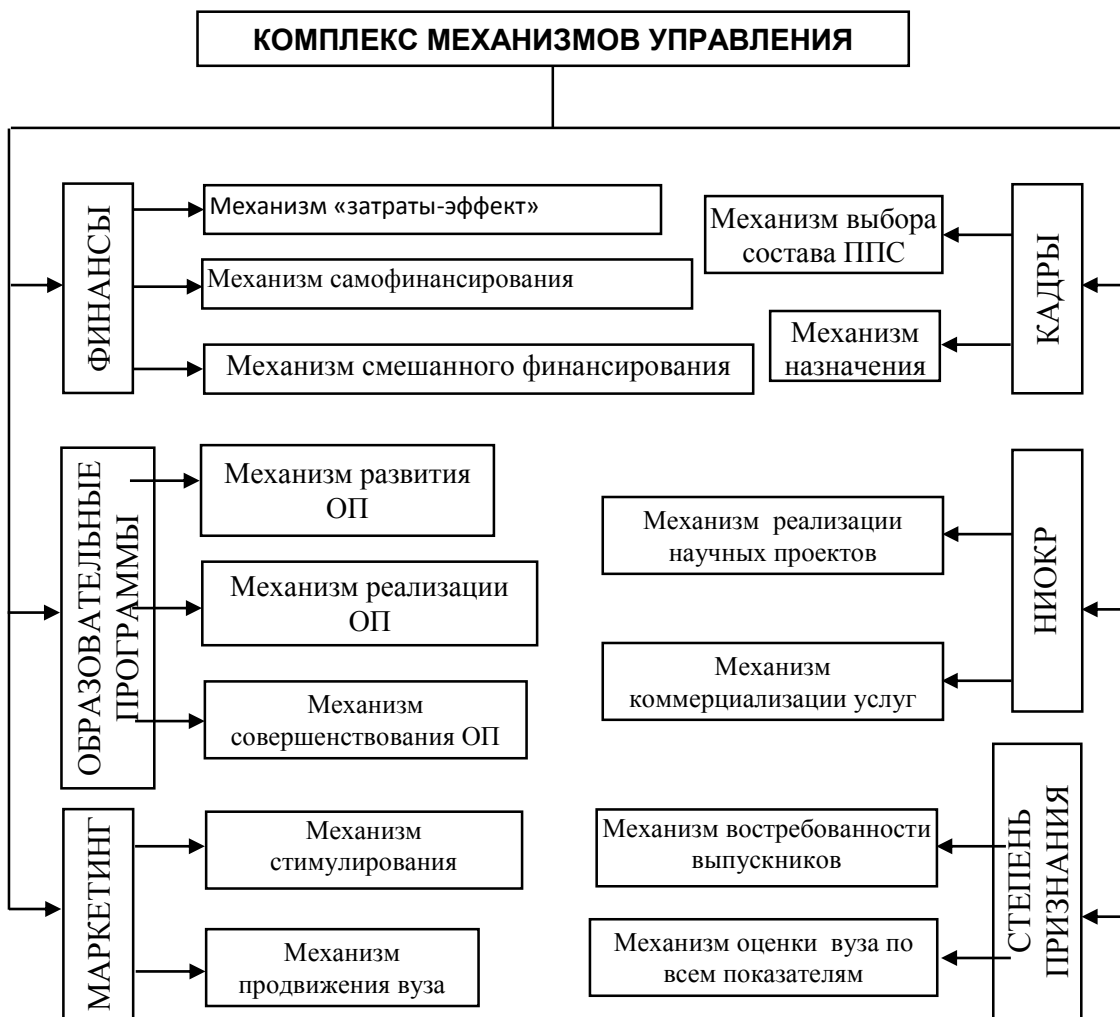 КОМПЛЕКС МЕХАНИЗМОВ УПРАВЛЕНИЯ
ФИНАНСЫ
Механизм «затраты-эффект»
Механизм самофинансирования
Механизм смешанного финансирования
КАДРЫ
Механизм выбора
состава ППС
Механизм
назначения
ОБРАЗОВАТЕЛЬНЫЕ
ПРОГРАММЫ
Механизм развития
ОП
Механизм реализации
ОП
Механизм
совершенствования ОП
НИОКР
Механизм реализации
научных проектов
Механизм
коммерциализации услуг
МАРКЕТИНГ
Механизм
стимулирования
Механизм
продвижения вуза
СТЕПЕНЬ
ПРИЗНАНИЯ
Механизм востребованности
выпускников
Механизм оценки вуза по
всем показателям